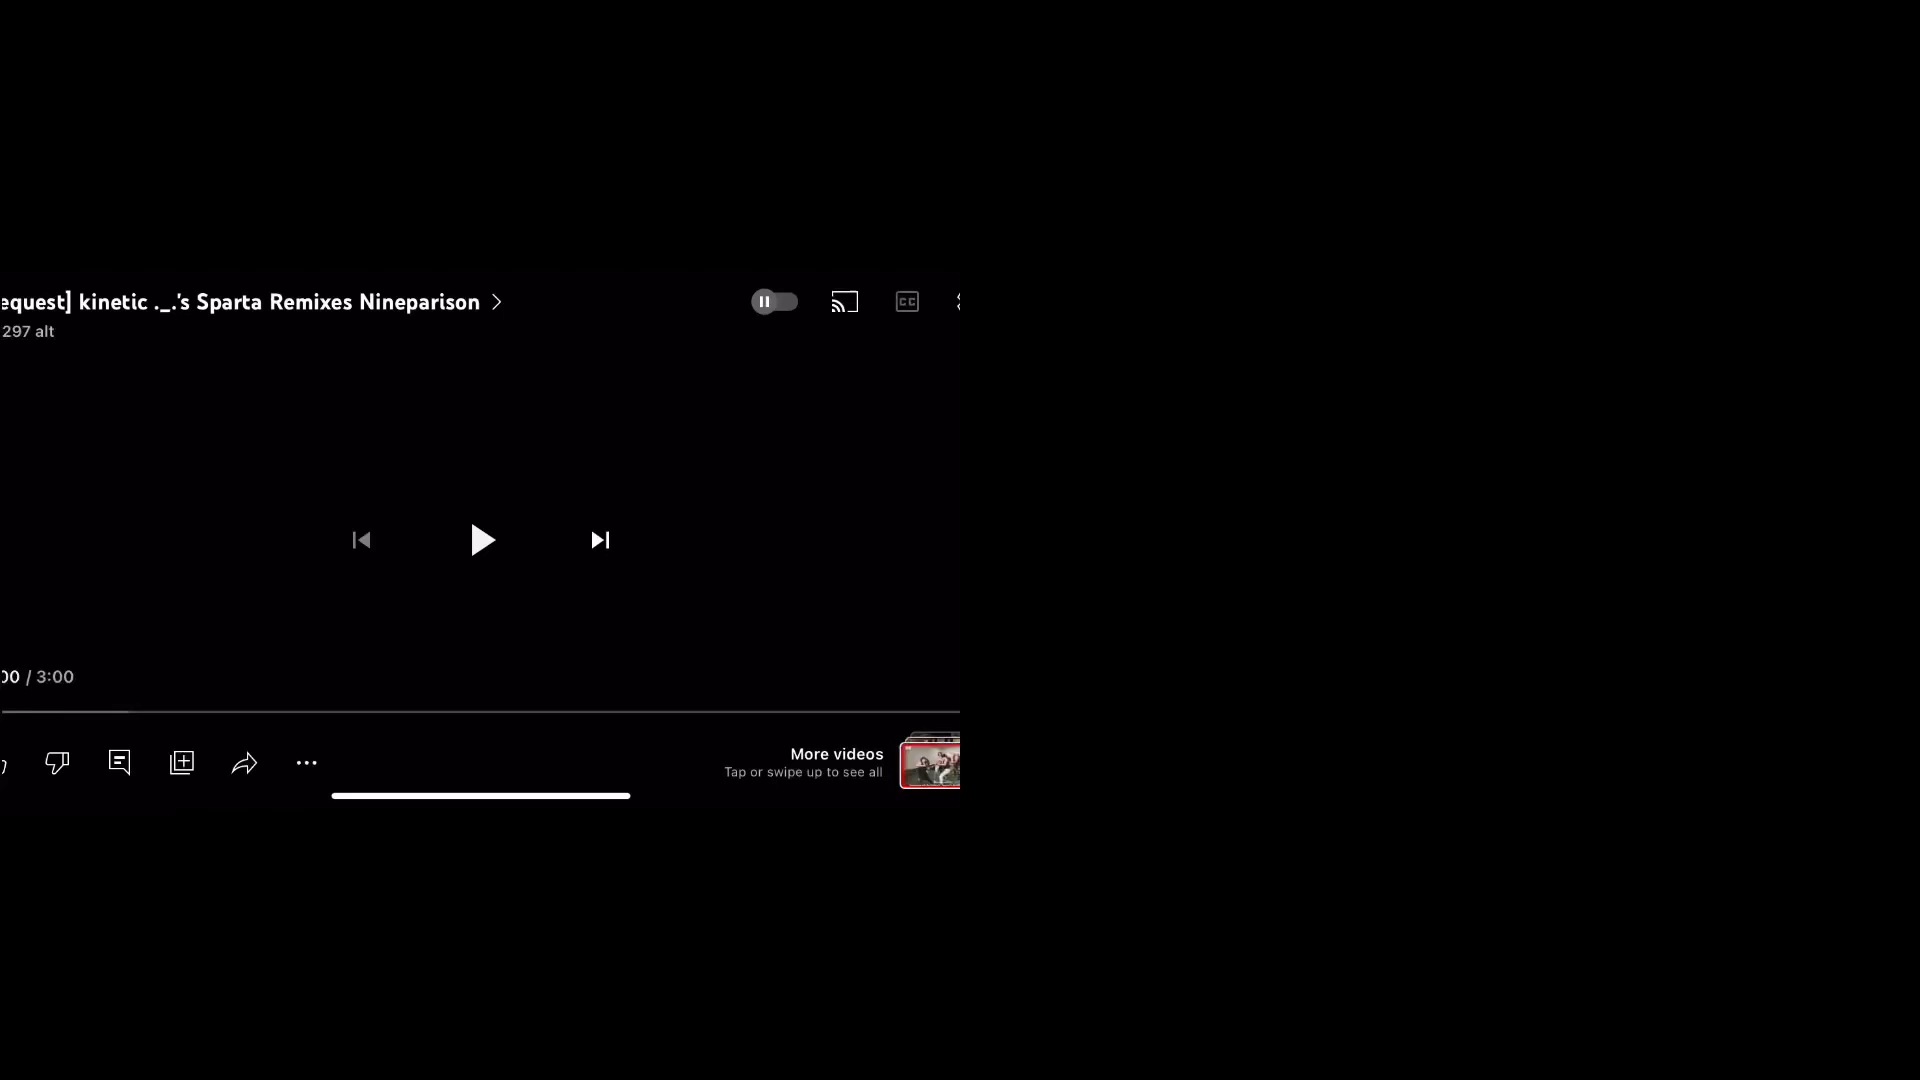 equest] kinetic ._.'s Sparta Remixes Nineparison
CC
297 alt
00 / 3:00
More videos
Tap or swipe up to see all